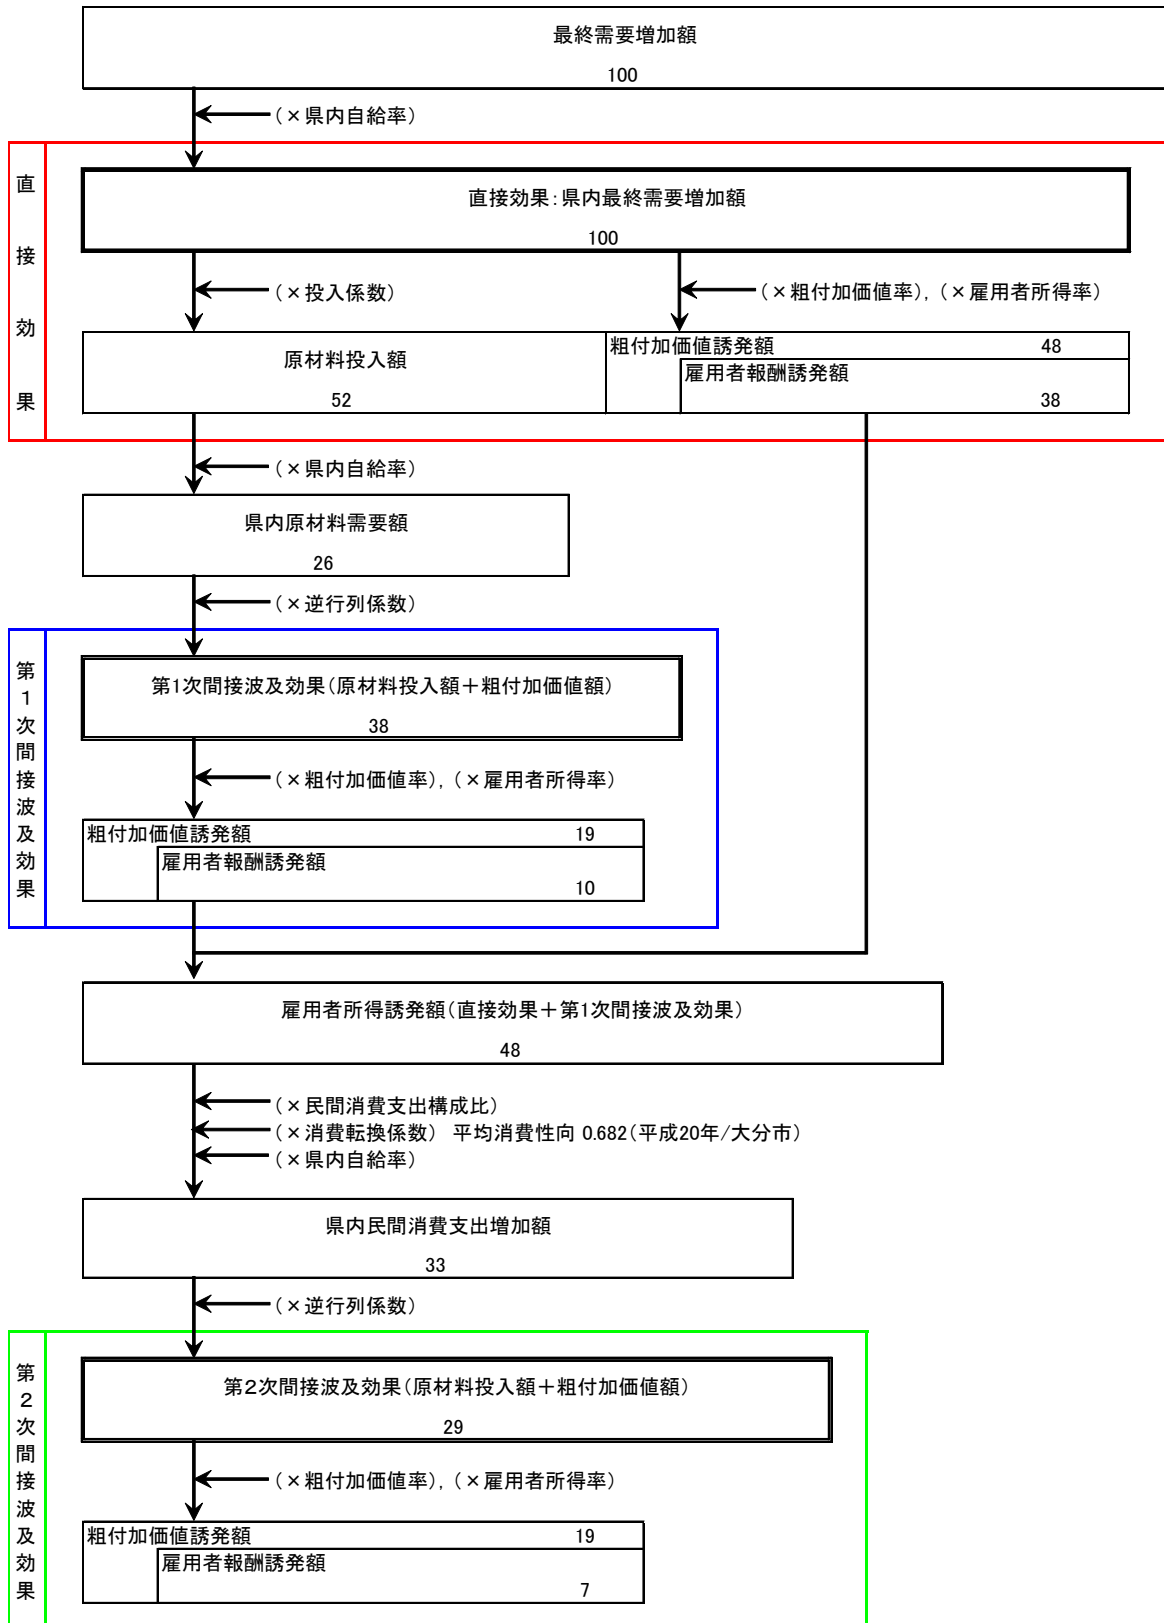 最終需要増加額
100
(×県内自給率)
直接効果
直接効果:県内最終需要増加額
100
(×投入係数)
(×粗付加価値率),(×雇用者所得率)
原材料投入額
52
粗付加価値誘発額 48
雇用者報酬誘発額
38
(×県内自給率)
県内原材料需要額
26
(×逆行列係数)
第1次間接波及効果
第1次間接波及効果(原材料投入額+粗付加価値額)
38
(×粗付加価値率),(×雇用者所得率)
粗付加価値誘発額 19
雇用者報酬誘発額
10
雇用者所得誘発額(直接効果+第1次間接波及効果)
48
(×民間消費支出構成比)
(×消費転換係数) 平均消費性向 0.682(平成20年/大分市)
(×県内自給率)
県内民間消費支出増加額
33
(×逆行列係数)
第2次間接波及効果
第2次間接波及効果(原材料投入額+粗付加価値額)
29
(×粗付加価値率),(×雇用者所得率)
粗付加価値誘発額 19
雇用者報酬誘発額
7